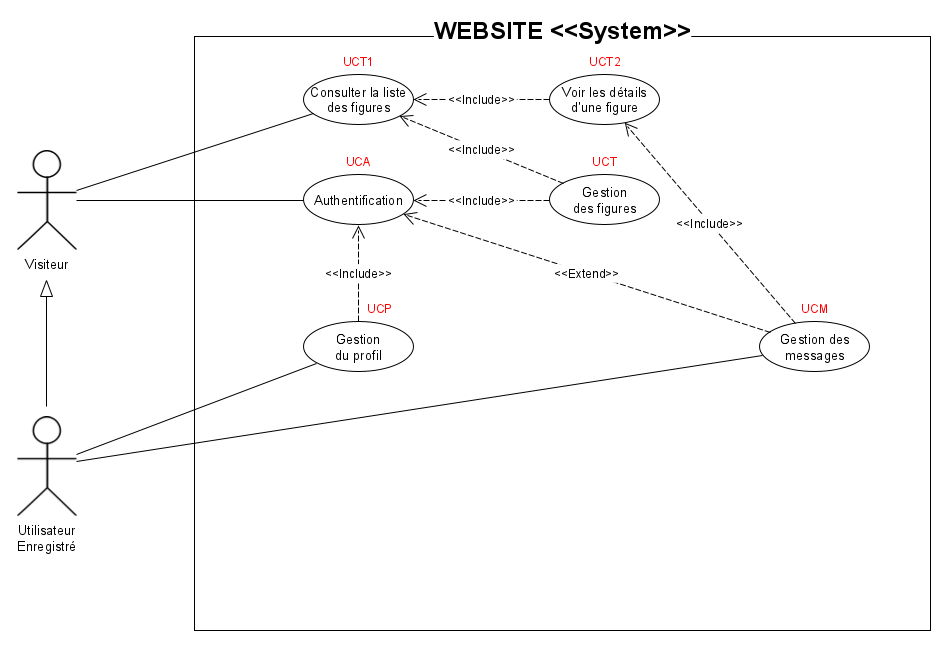 WEBSITE <<System>>
UCT1
UCT2
Consulter la liste
des figures
<<Include>>
Voir les détails
d'une figure
<<Include>>
UCA
UCT
Authentification
<<Include>>
Gestion
des figures
<<Include>>
Visiteur
<<Include>>
<<Extend>>
UCP
UCM
Gestion
du profil
Gestion des
messages
Utilisateur
Enregistré